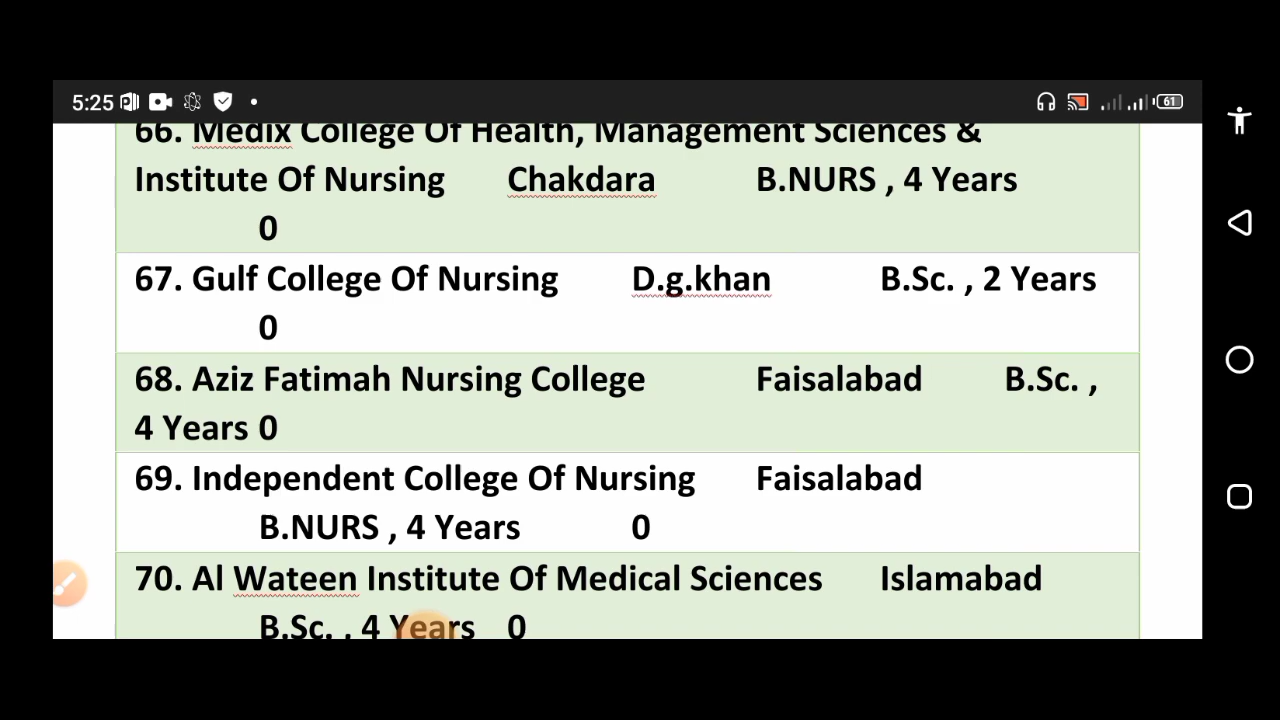 5:25
61
66. Medix College Of Health, Management Sciences &
Institute Of Nursing Chakdara B.NURS , 4 Years
0
67. Gulf College Of Nursing D.g.khan B.Sc. , 2 Years
0
68. Aziz Fatimah Nursing College Faisalabad B.Sc. ,
4 Years 0
69. Independent College Of Nursing Faisalabad
B.NURS , 4 Years 0
70. Al Wateen Institute Of Medical Sciences Islamabad
B.Sc. , 4 Years 0